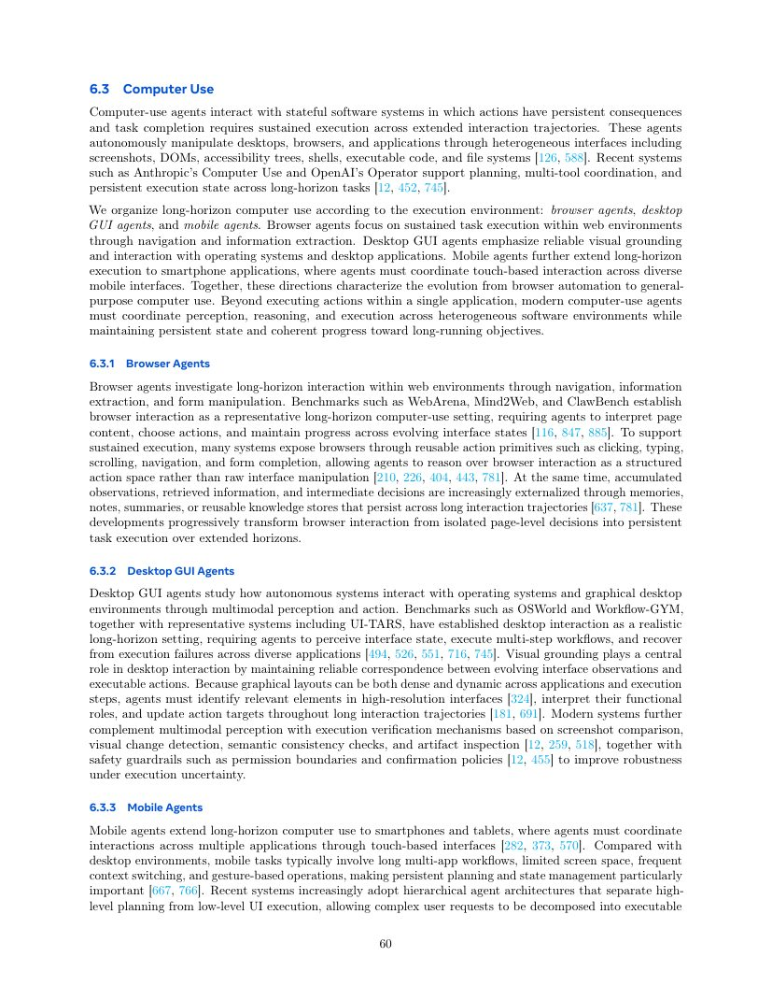 6.3 Computer Use
Computer-use agents interact with stateful software systems in which actions have persistent consequences
and task completion requires sustained execution across extended interaction trajectories. These agents
autonomously manipulate desktops, browsers, and applications through heterogeneous interfaces including
screenshots, DOMs, accessibility trees, shells, executable code, and file systems [126, 588]. Recent systems
such as Anthropic's Computer Use and OpenAI's Operator support planning, multi-tool coordination, and
persistent execution state across long-horizon tasks [12, 452, 745].
We organize long-horizon computer use according to the execution environment: browser agents, desktop
GUI agents, and mobile agents. Browser agents focus on sustained task execution within web environments
through navigation and information extraction. Desktop GUI agents emphasize reliable visual grounding
and interaction with operating systems and desktop applications. Mobile agents further extend long-horizon
execution to smartphone applications, where agents must coordinate touch-based interaction across diverse
mobile interfaces. Together, these directions characterize the evolution from browser automation to general-
purpose computer use. Beyond executing actions within a single application, modern computer-use agents
must coordinate perception, reasoning, and execution across heterogeneous software environments while
maintaining persistent state and coherent progress toward long-running objectives.
6.3.1 Browser Agents
Browser agents investigate long-horizon interaction within web environments through navigation, information
extraction, and form manipulation. Benchmarks such as WebArena, Mind2Web, and ClawBench establish
browser interaction as a representative long-horizon computer-use setting, requiring agents to interpret page
content, choose actions, and maintain progress across evolving interface states [116, 847, 885]. To support
sustained execution, many systems expose browsers through reusable action primitives such as clicking, typing,
scrolling, navigation, and form completion, allowing agents to reason over browser interaction as a structured
action space rather than raw interface manipulation [210, 226, 404, 443, 781]. At the same time, accumulated
observations, retrieved information, and intermediate decisions are increasingly externalized through memories,
notes, summaries, or reusable knowledge stores that persist across long interaction trajectories [637, 781]. These
developments progressively transform browser interaction from isolated page-level decisions into persistent
task execution over extended horizons.
6.3.2 Desktop GUI Agents
Desktop GUI agents study how autonomous systems interact with operating systems and graphical desktop
environments through multimodal perception and action. Benchmarks such as OSWorld and Workflow-GYM,
together with representative systems including UI-TARS, have established desktop interaction as a realistic
long-horizon setting, requiring agents to perceive interface state, execute multi-step workflows, and recover
from execution failures across diverse applications [494, 526, 551, 716, 745]. Visual grounding plays a central
role in desktop interaction by maintaining reliable correspondence between evolving interface observations and
executable actions. Because graphical layouts can be both dense and dynamic across applications and execution
steps, agents must identify relevant elements in high-resolution interfaces [324], interpret their functional
roles, and update action targets throughout long interaction trajectories [181, 691]. Modern systems further
complement multimodal perception with execution verification mechanisms based on screenshot comparison,
visual change detection, semantic consistency checks, and artifact inspection [12, 259, 518], together with
safety guardrails such as permission boundaries and confirmation policies [12, 455] to improve robustness
under execution uncertainty.
6.3.3 Mobile Agents
Mobile agents extend long-horizon computer use to smartphones and tablets, where agents must coordinate
interactions across multiple applications through touch-based interfaces [282, 373, 570]. Compared with
desktop environments, mobile tasks typically involve long multi-app workflows, limited screen space, frequent
context switching, and gesture-based operations, making persistent planning and state management particularly
important [667, 766]. Recent systems increasingly adopt hierarchical agent architectures that separate high-
level planning from low-level UI execution, allowing complex user requests to be decomposed into executable
60